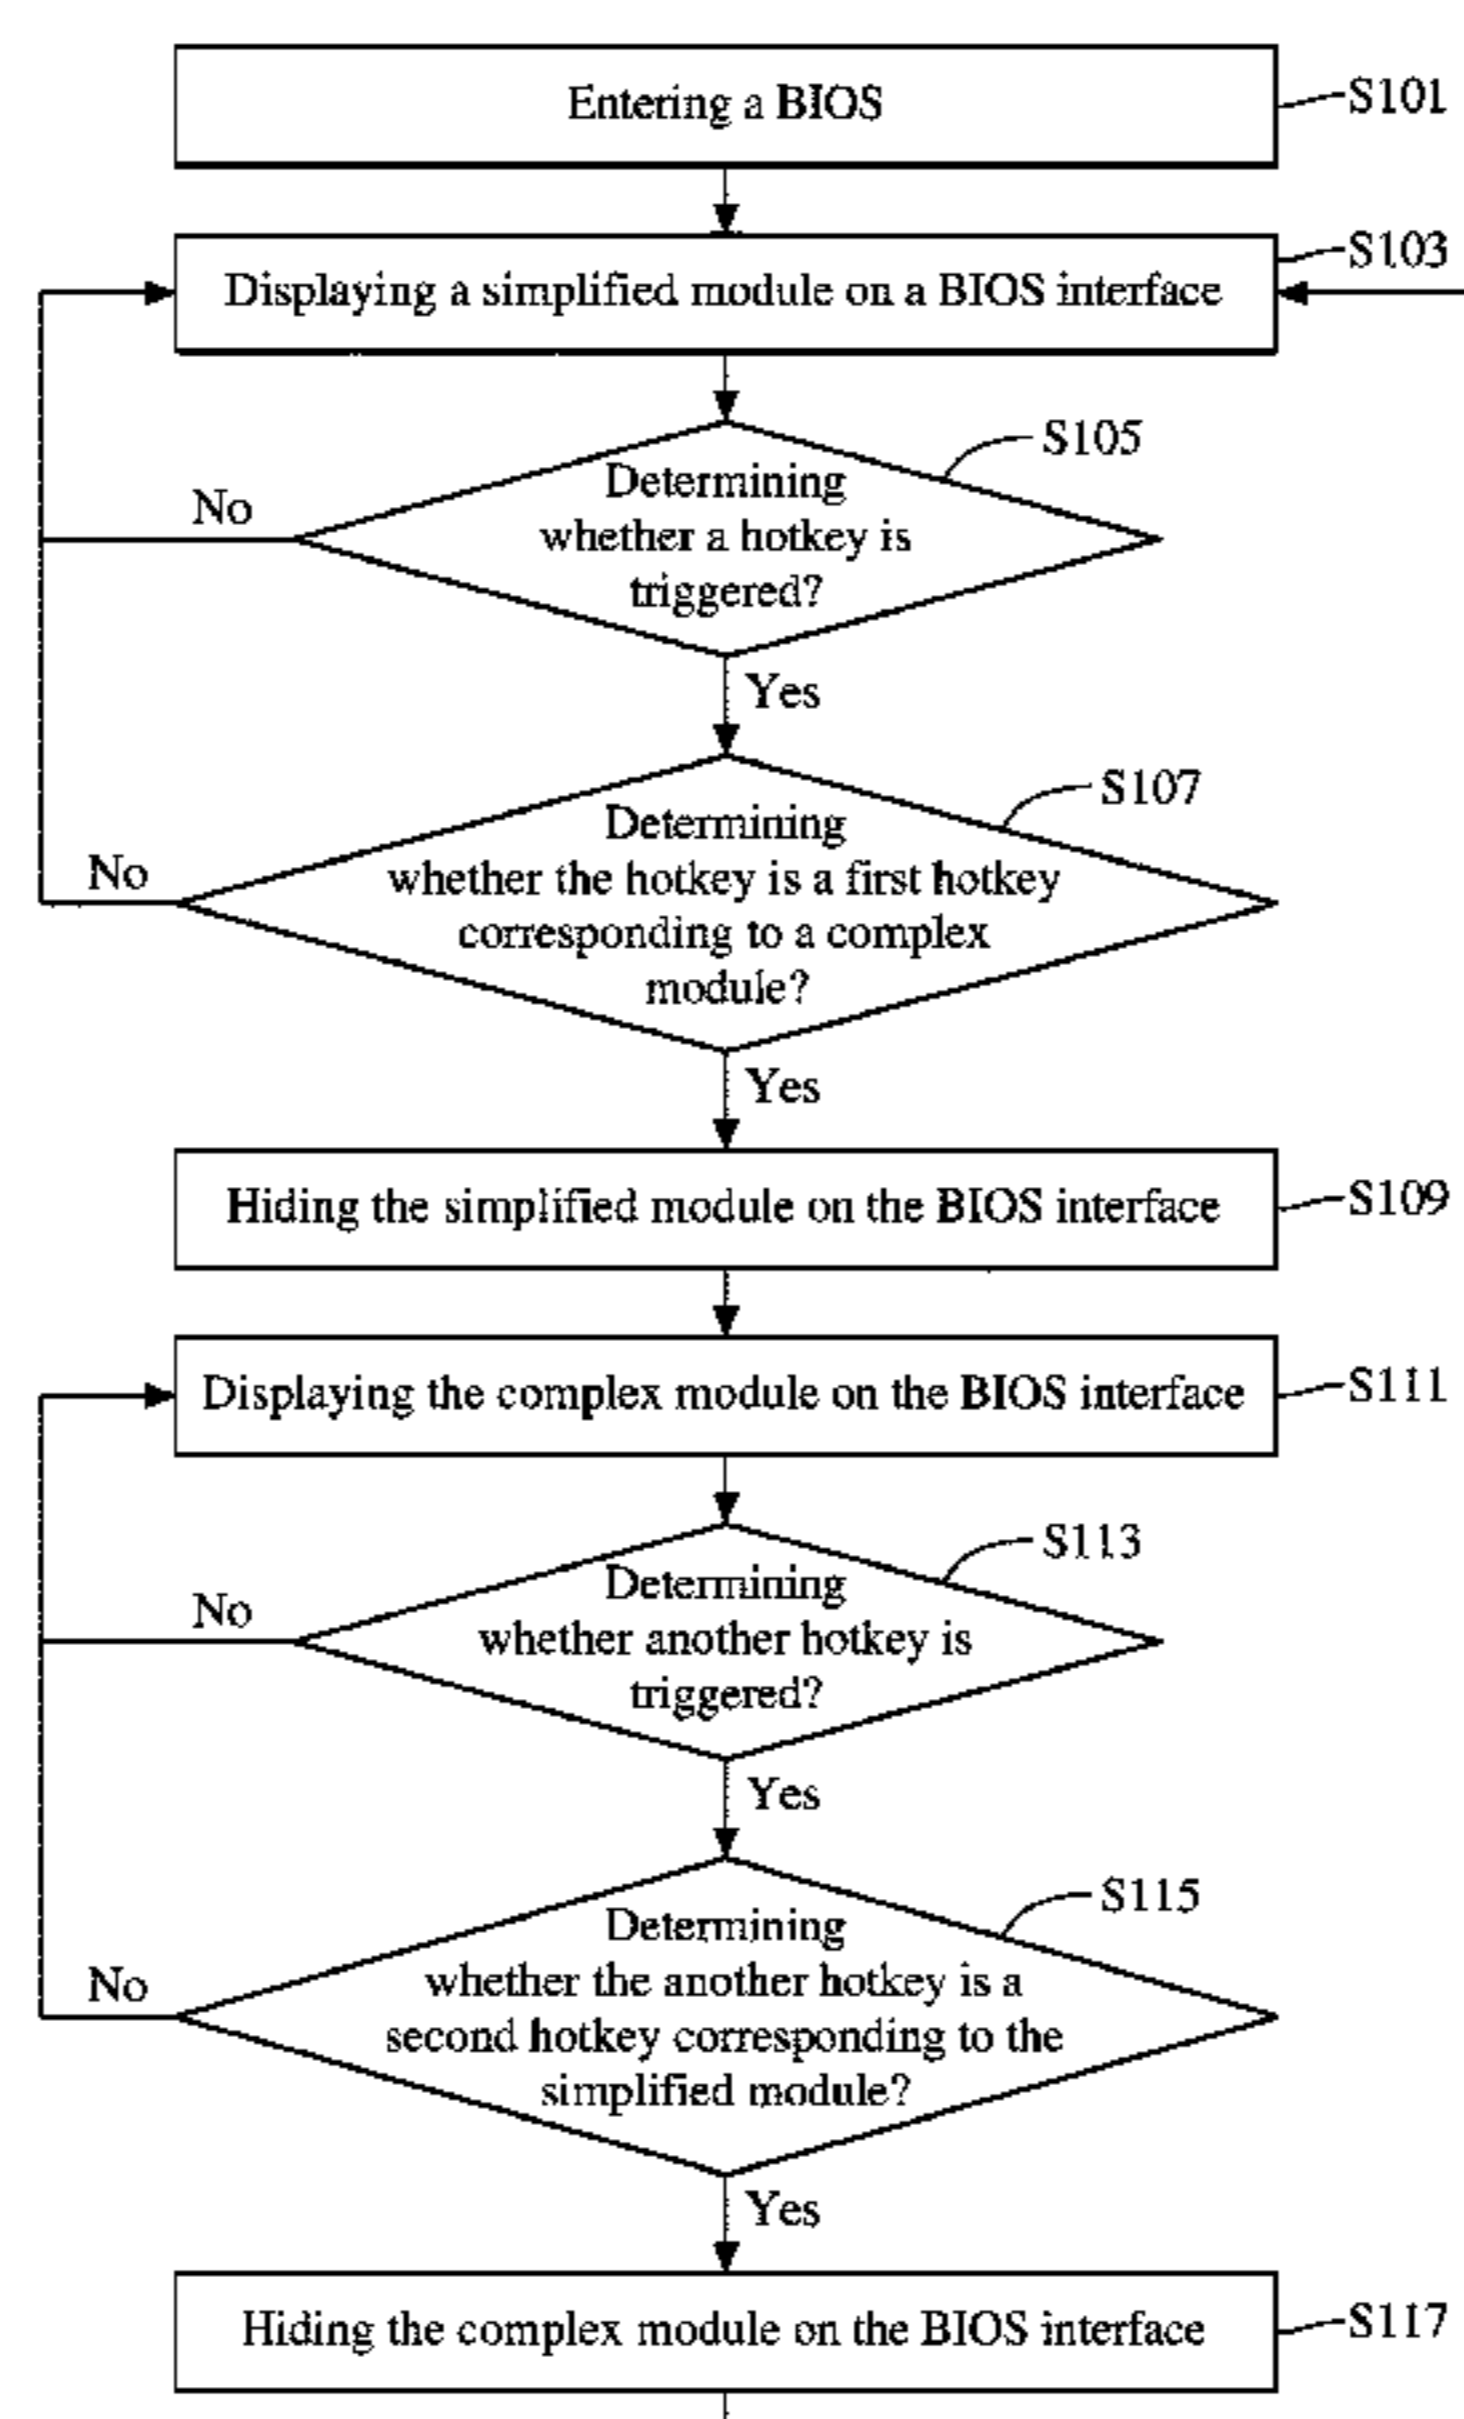 Entering a BIOS
S101
Displaying a simplified module on a BIOS interface
S103
Determining
whether a hotkey is
triggered?
S105
No
Yes
Determining
whether the hotkey is a first hotkey
corresponding to a complex
module?
S107
No
Yes
Hiding the simplified module on the BIOS interface
S109
Displaying the complex module on the BIOS interface
S111
Determining
whether another hotkey is
triggered?
S113
No
Yes
Determining
whether the another hotkey is a
second hotkey corresponding to the
simplified module?
S115
No
Yes
Hiding the complex module on the BIOS interface
S117